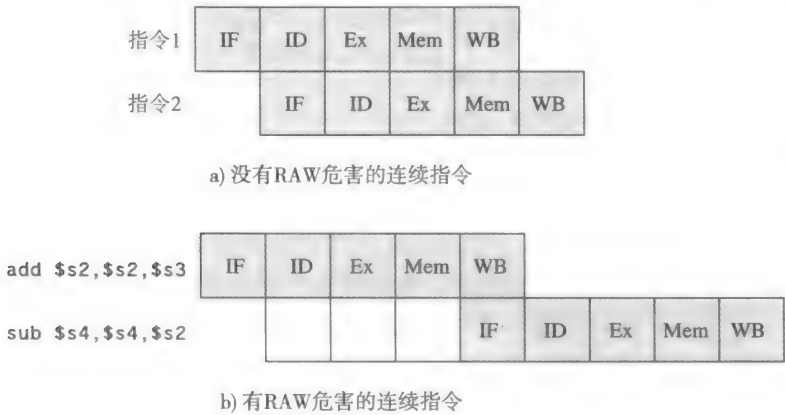 指令1 IF ID Ex Mem WB
指令2 IF ID Ex Mem WB
a) 没有RAW危害的连续指令
add $s2,$s2,$s3 IF ID Ex Mem WB
sub $s4,$s4,$s2 IF ID Ex Mem WB
b) 有RAW危害的连续指令